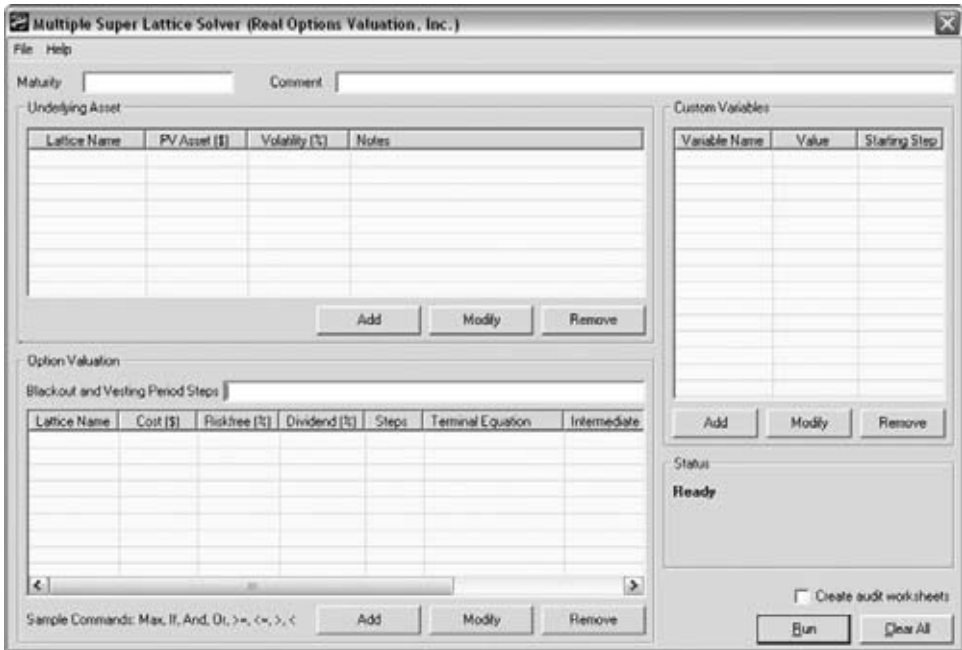 Multiple Super Lattice Solver (Real Options Valuation, Inc.)
File Help
Maturity Comment
Underlying Asset
Lattice Name PV Asset ($) Volatility (%) Notes
Add Modify Remove
Custom Variables
Variable Name Value Starting Step
Add Modify Remove
Option Valuation
Blackout and Vesting Period Steps
Lattice Name Cost ($) Riskfree (%) Dividend (%) Steps Terminal Equation Intermediate
Sample Commands: Max, If, And, Or, >=, <=, >, <
Add Modify Remove
Status
Ready
Create audit worksheets
Run Clear All